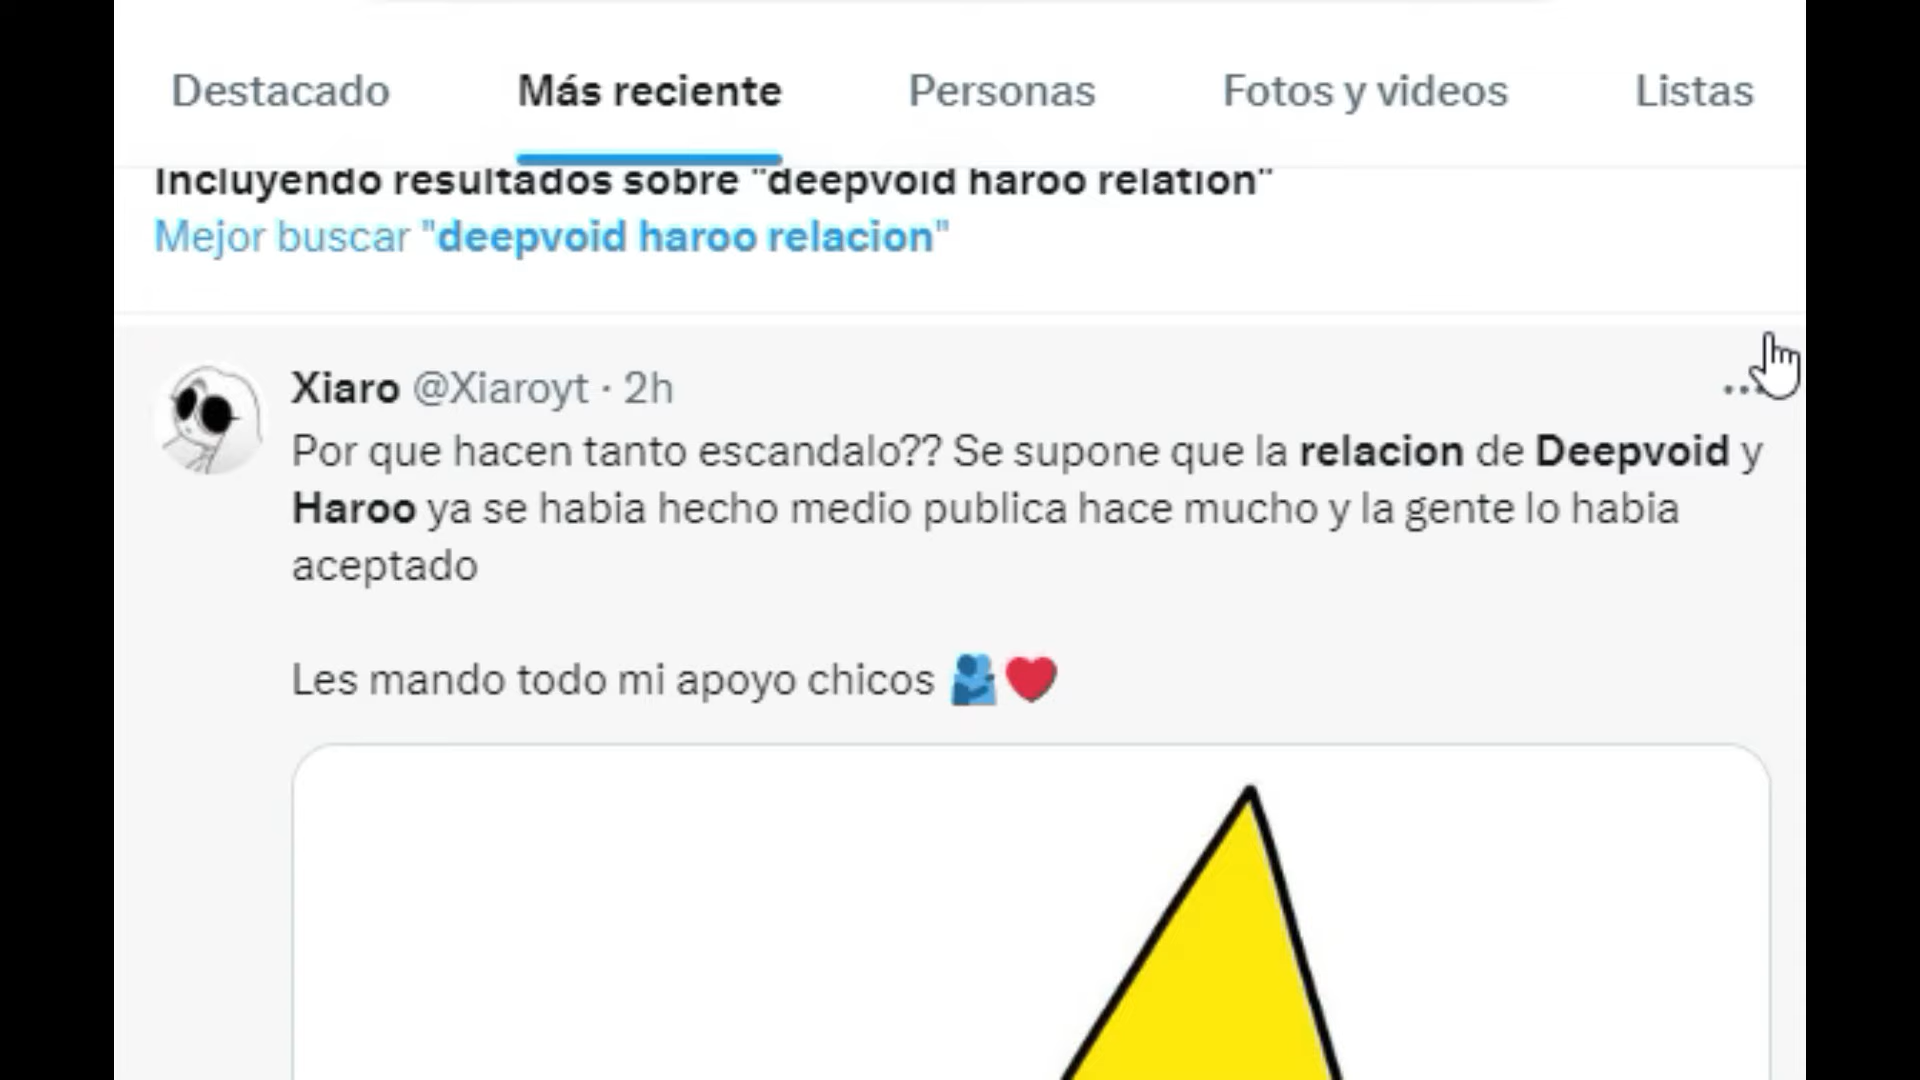 Destacado Más reciente Personas Fotos y videos Listas
Incluyendo resultados sobre "deepvoid haroo relation"
Mejor buscar "deepvoid haroo relacion"
Xiaro @Xiaroyt · 2h
Por que hacen tanto escandalo?? Se supone que la relacion de Deepvoid y
Haroo ya se habia hecho medio publica hace mucho y la gente lo habia
aceptado
Les mando todo mi apoyo chicos 🫂❤️